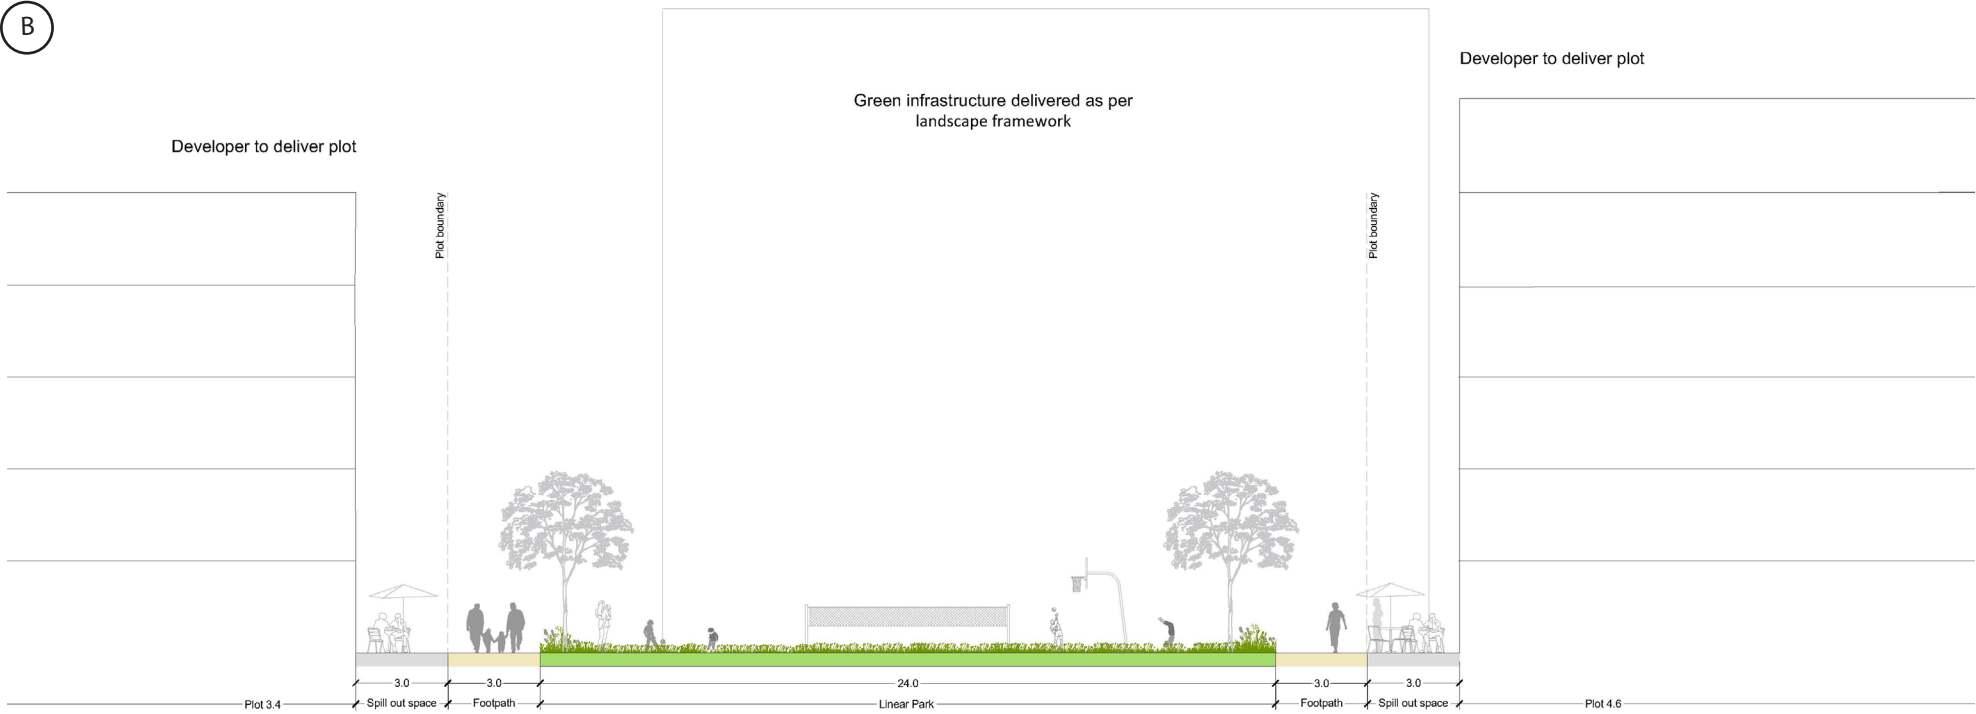 B
Developer to deliver plot
Green infrastructure delivered as per
landscape framework
Developer to deliver plot
Plot boundary
Plot boundary
3.0
3.0
24.0
3.0
3.0
Plot 3.4
Spill out space
Footpath
Linear Park
Footpath
Spill out space
Plot 4.6